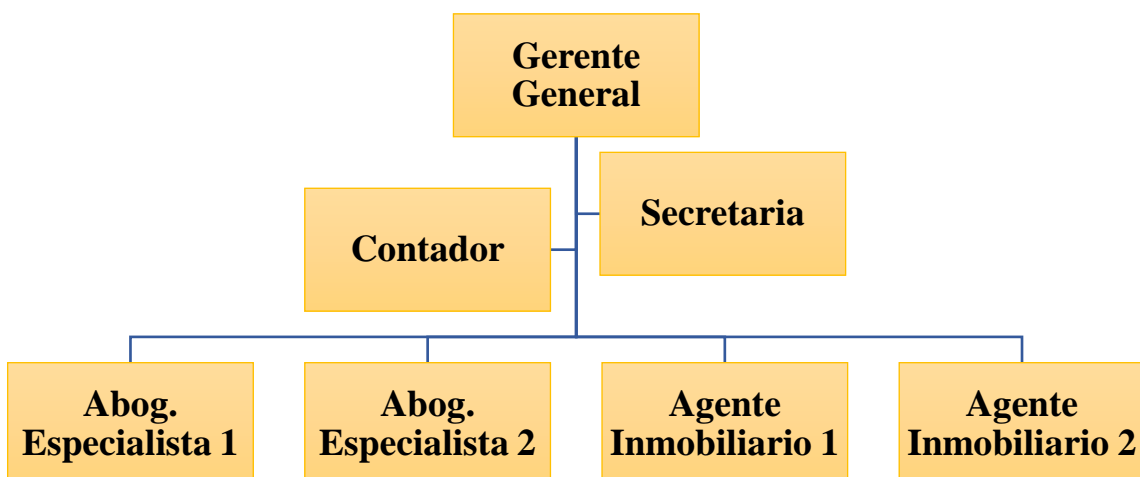 Gerente
General
Secretaria
Contador
Abog.
Especialista 1
Abog.
Especialista 2
Agente
Inmobiliario 1
Agente
Inmobiliario 2